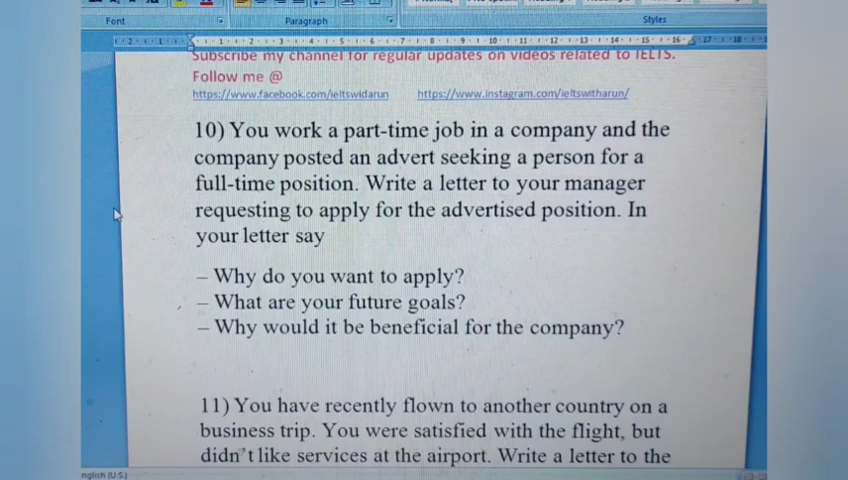 Font
Paragraph
Styles
Subscribe my channel for regular updates on videos related to IELTS.
Follow me @
https://www.facebook.com/ieltswidarun https://www.instagram.com/ieltswitharun/
10) You work a part-time job in a company and the
company posted an advert seeking a person for a
full-time position. Write a letter to your manager
requesting to apply for the advertised position. In
your letter say
– Why do you want to apply?
– What are your future goals?
– Why would it be beneficial for the company?
11) You have recently flown to another country on a
business trip. You were satisfied with the flight, but
didn't like services at the airport. Write a letter to the
nglish (U.S.)